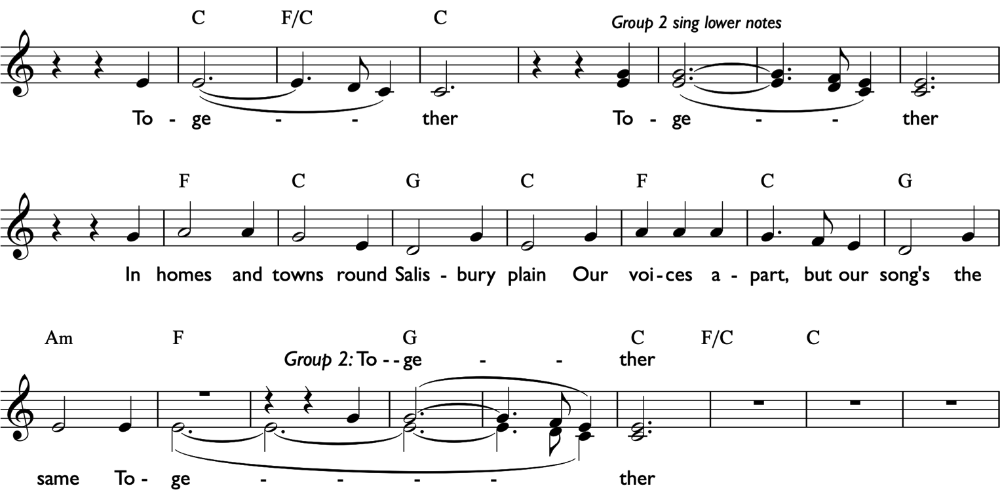 C F/C C Group 2 sing lower notes
To - ge - - ther To - ge - - ther
F C G C F C G
In homes and towns round Salis - bury plain Our voi - ces a - part, but our song's the
Am F G C F/C C
Group 2: To - - ge - - ther
same To - ge - - - - ther